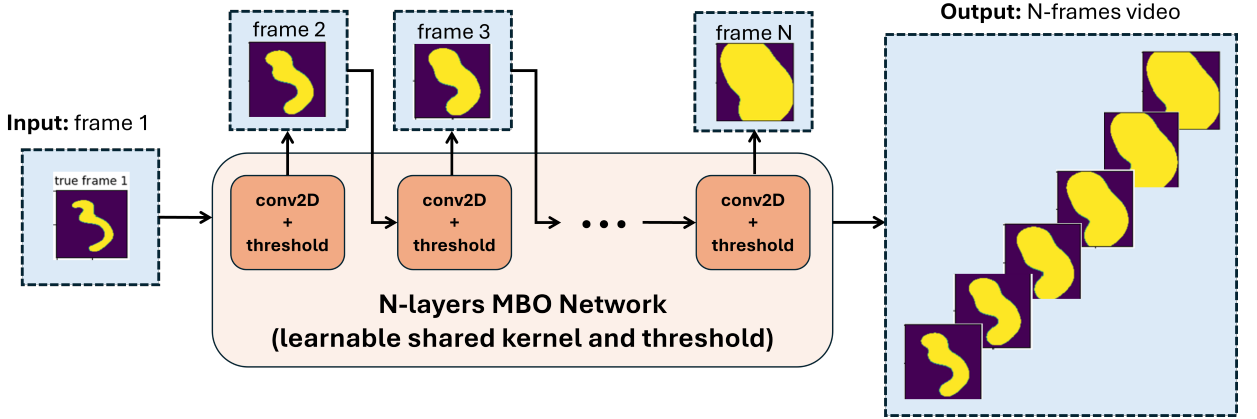 Input: frame 1
true frame 1
frame 2
frame 3
frame N
conv2D
+
threshold
conv2D
+
threshold
• • •
conv2D
+
threshold
N-layers MBO Network
(learnable shared kernel and threshold)
Output: N-frames video